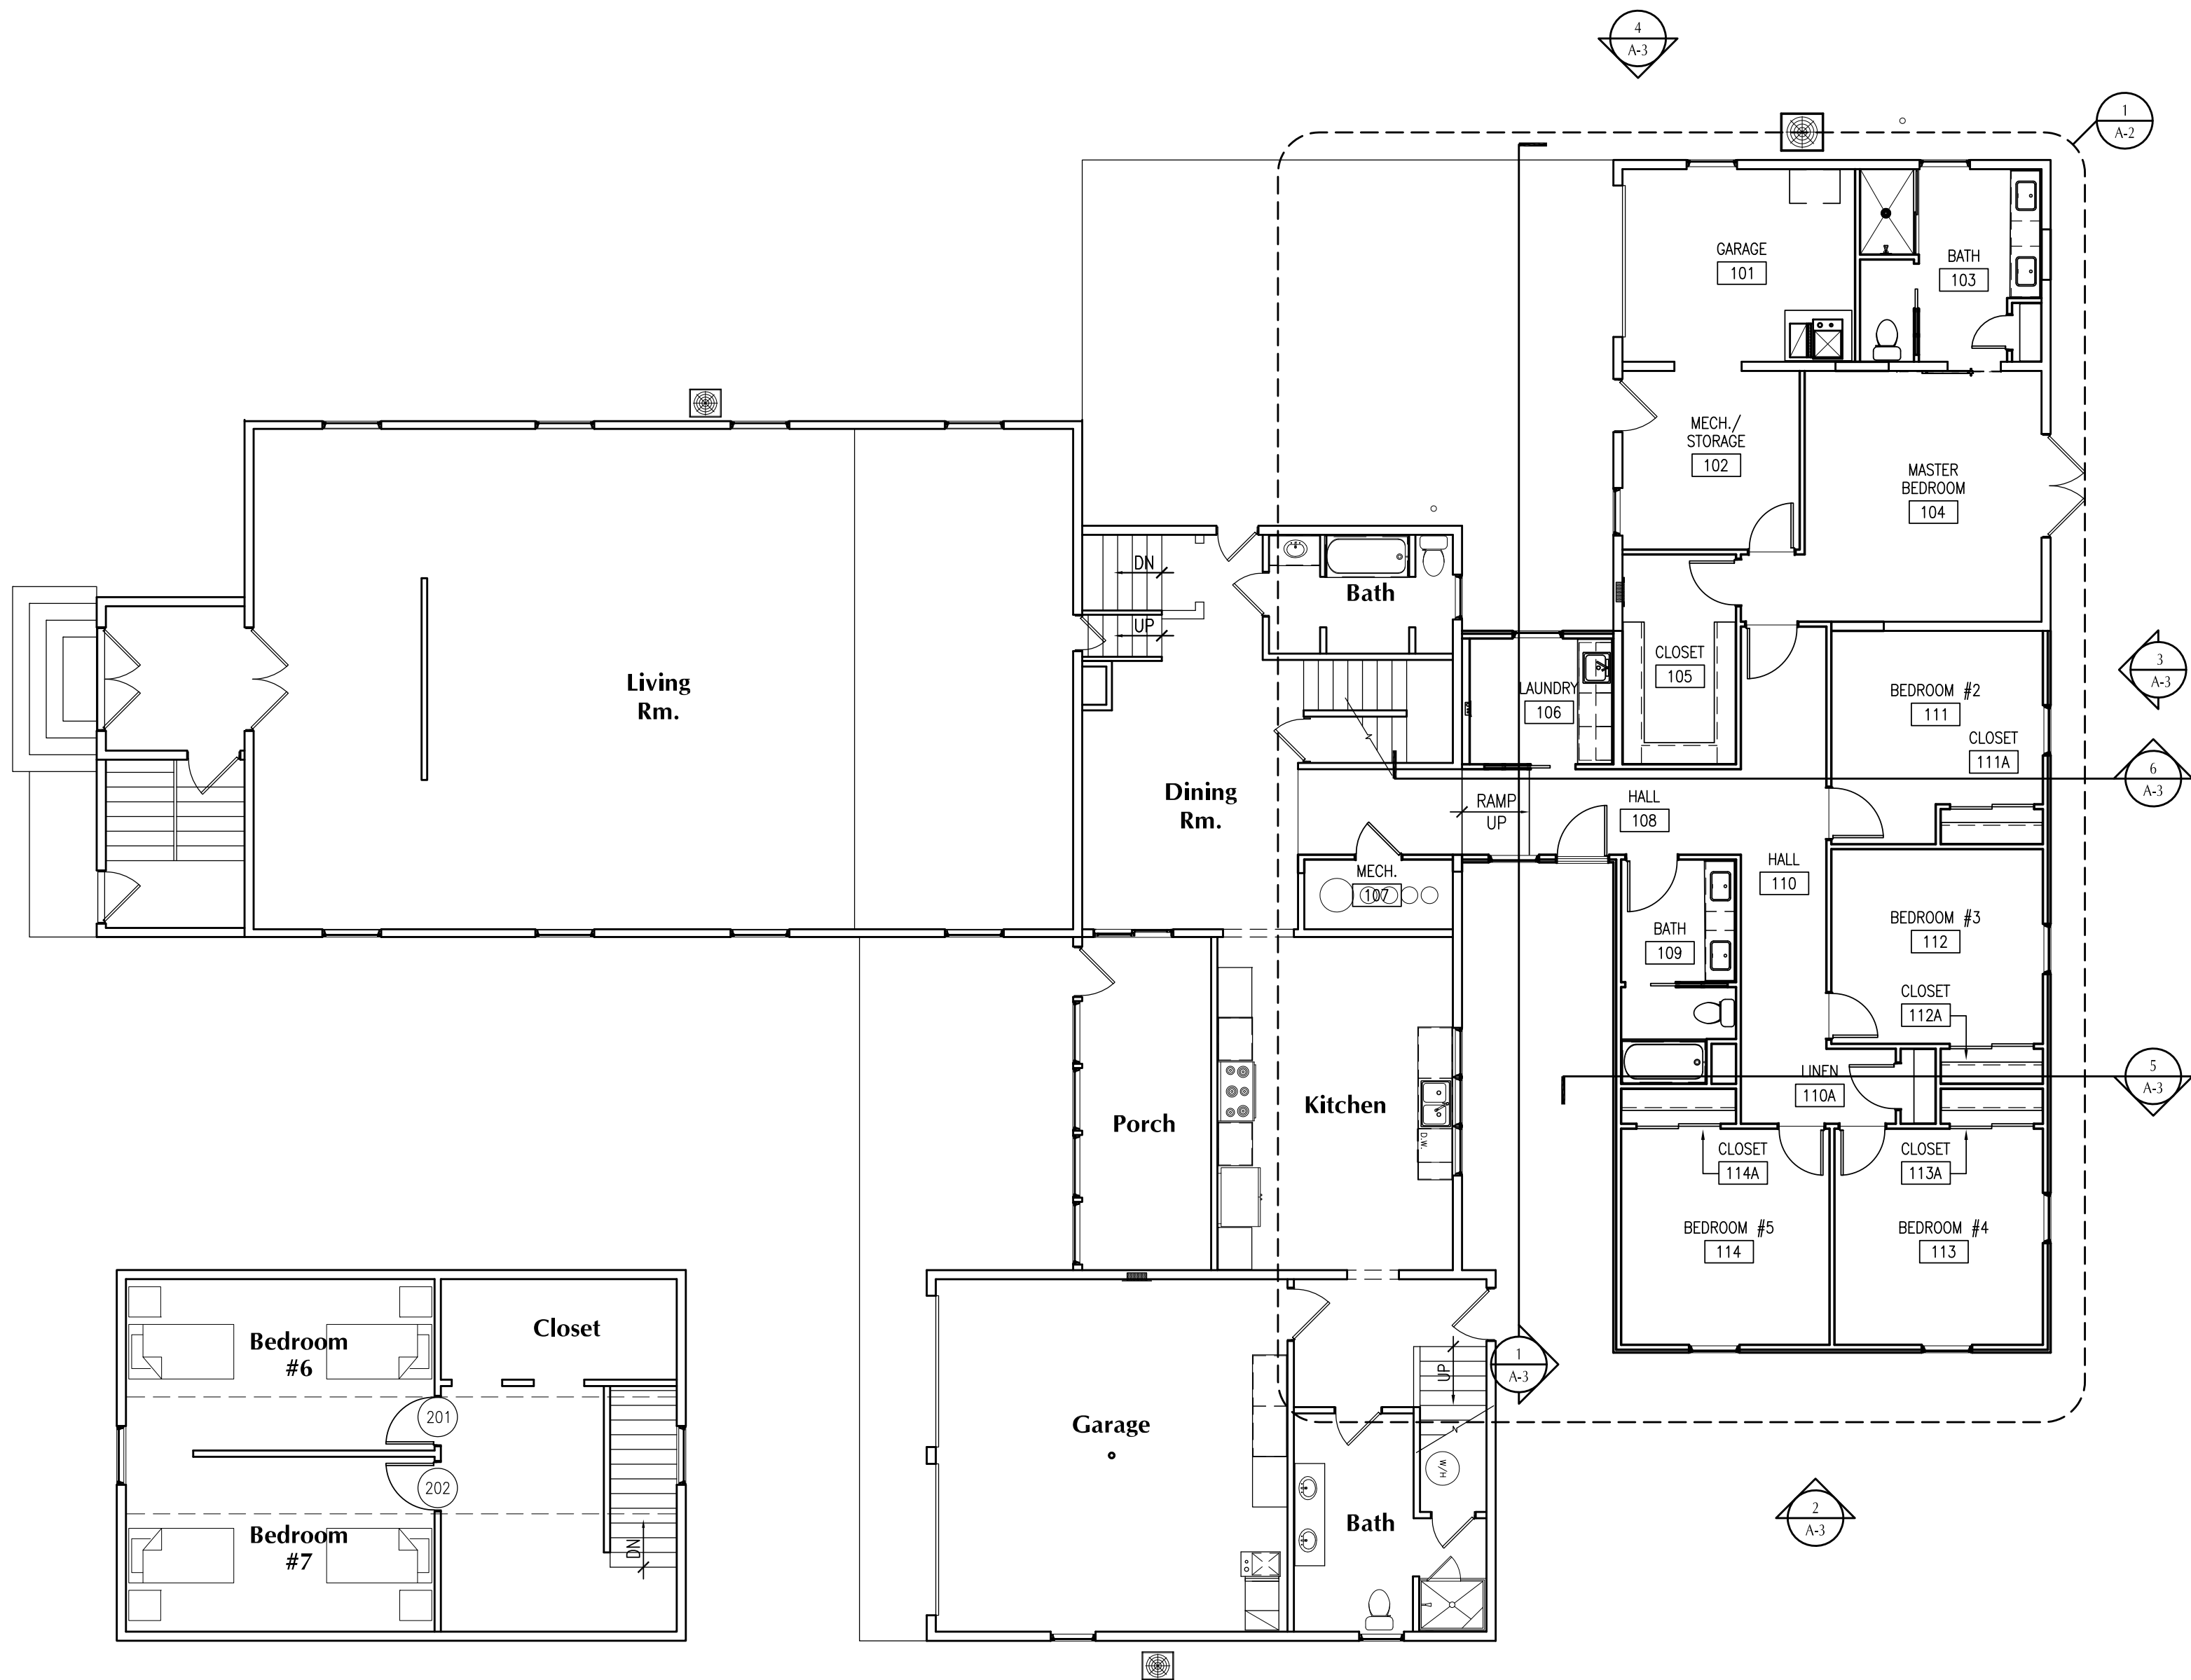 4
A-3
1
A-2
GARAGE
101
BATH
103
MECH./
STORAGE
102
MASTER
BEDROOM
104
DN
UP
Bath
Living
Rm.
CLOSET
105
LAUNDRY
106
BEDROOM #2
111
CLOSET
111A
3
A-3
6
A-3
Dining
Rm.
RAMP
UP
HALL
108
HALL
110
MECH.
107
BATH
109
BEDROOM #3
112
CLOSET
112A
LINEN
110A
5
A-3
Porch
Kitchen
D.W.
CLOSET
114A
CLOSET
113A
BEDROOM #5
114
BEDROOM #4
113
Bedroom
#6
Closet
201
202
Bedroom
#7
DN
UP
1
A-3
Garage
W/H
Bath
2
A-3